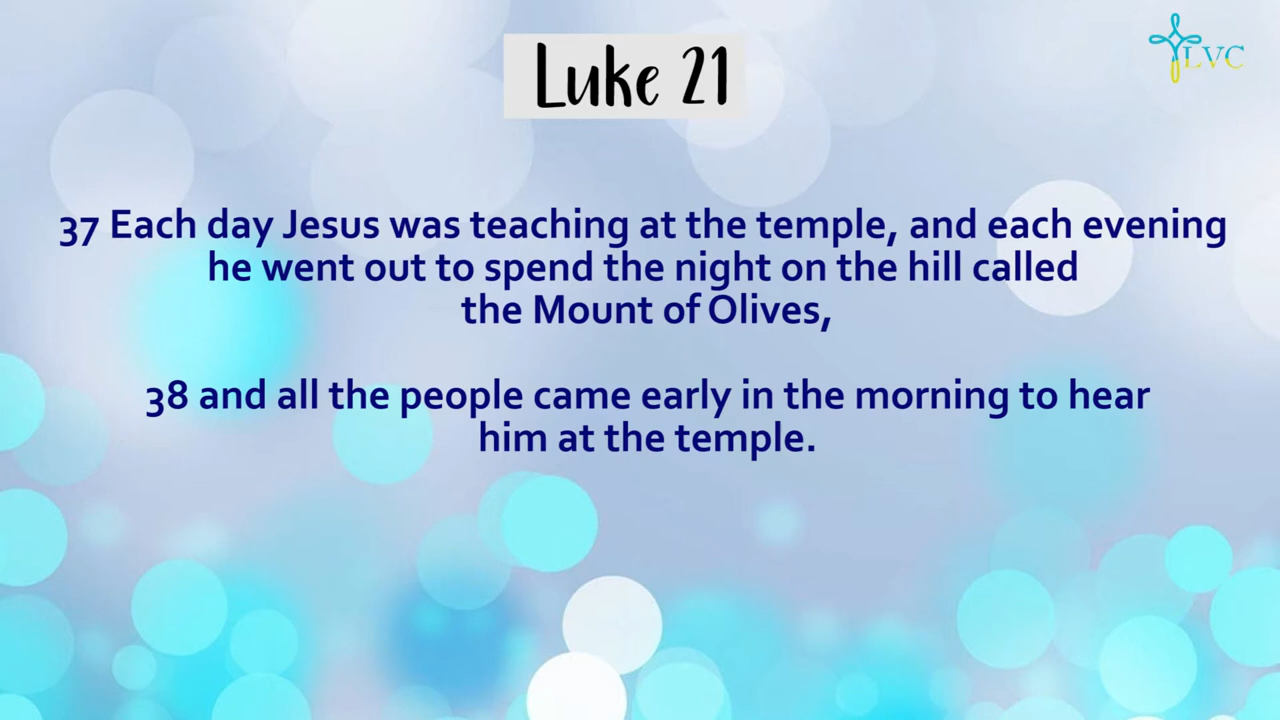 Luke 21
LVC
37 Each day Jesus was teaching at the temple, and each evening
he went out to spend the night on the hill called
the Mount of Olives,
38 and all the people came early in the morning to hear
him at the temple.